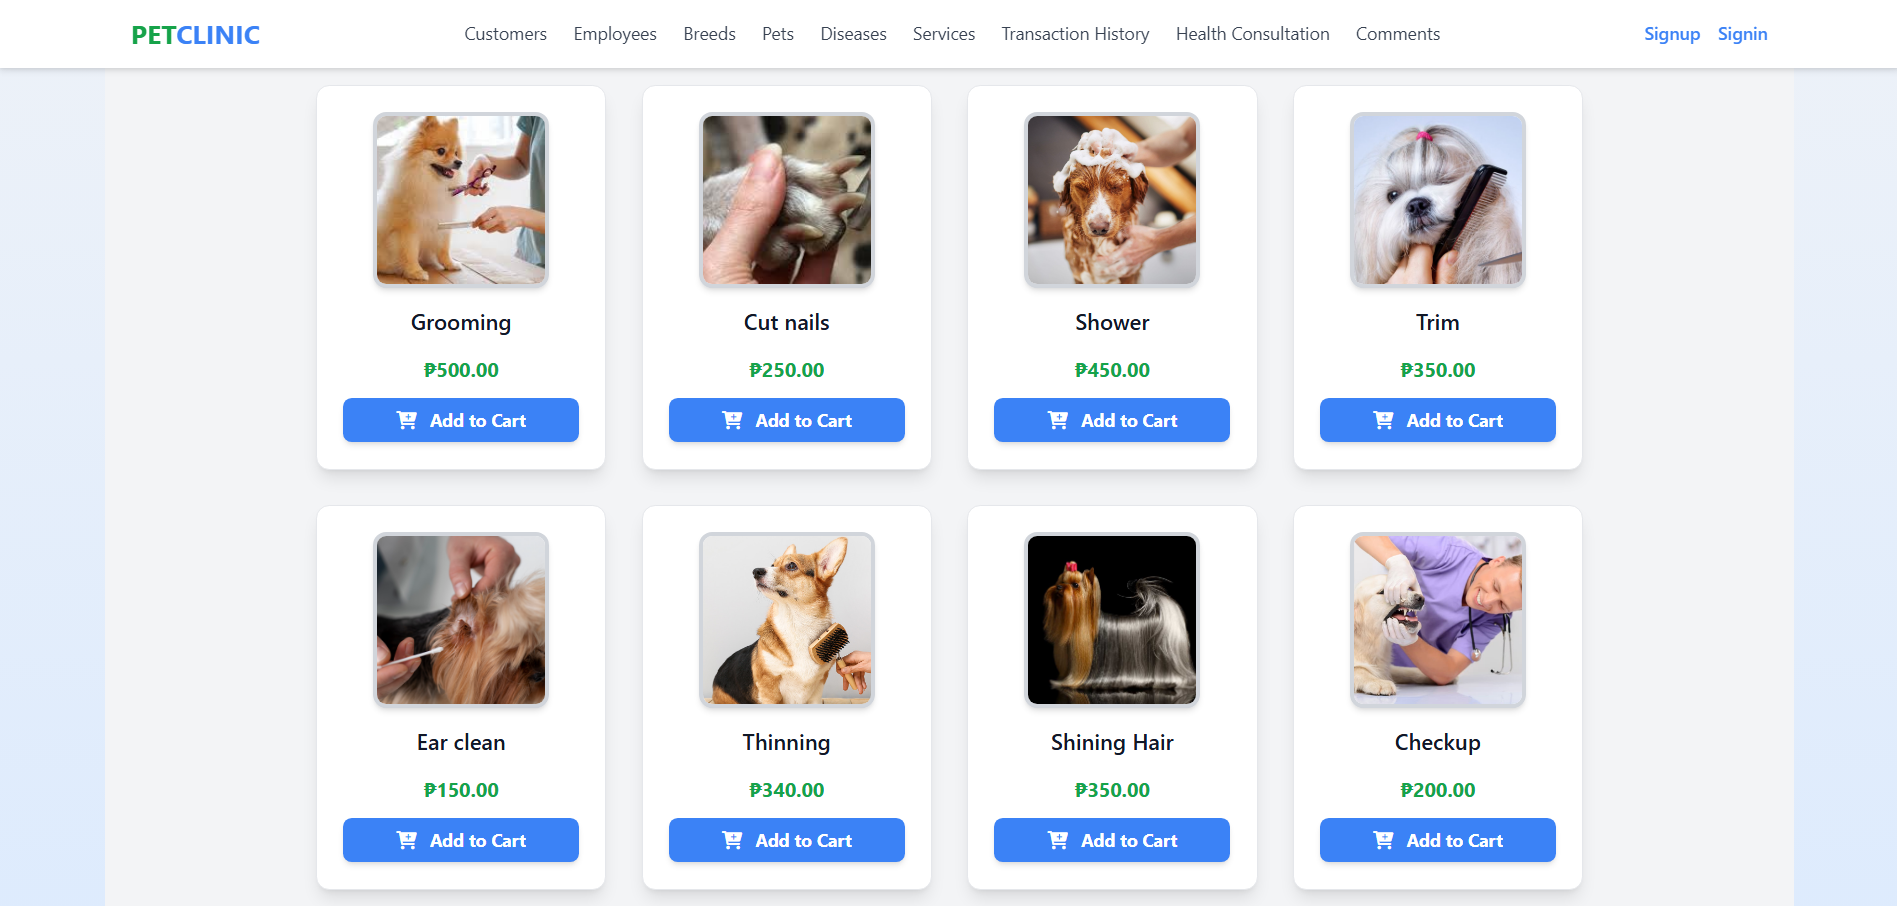 PETCLINIC Customers Employees Breeds Pets Diseases Services Transaction History Health Consultation Comments Signup Signin
Grooming Cut nails Shower Trim
₱500.00 ₱250.00 ₱450.00 ₱350.00
Add to Cart Add to Cart Add to Cart Add to Cart
Ear clean Thinning Shining Hair Checkup
₱150.00 ₱340.00 ₱350.00 ₱200.00
Add to Cart Add to Cart Add to Cart Add to Cart